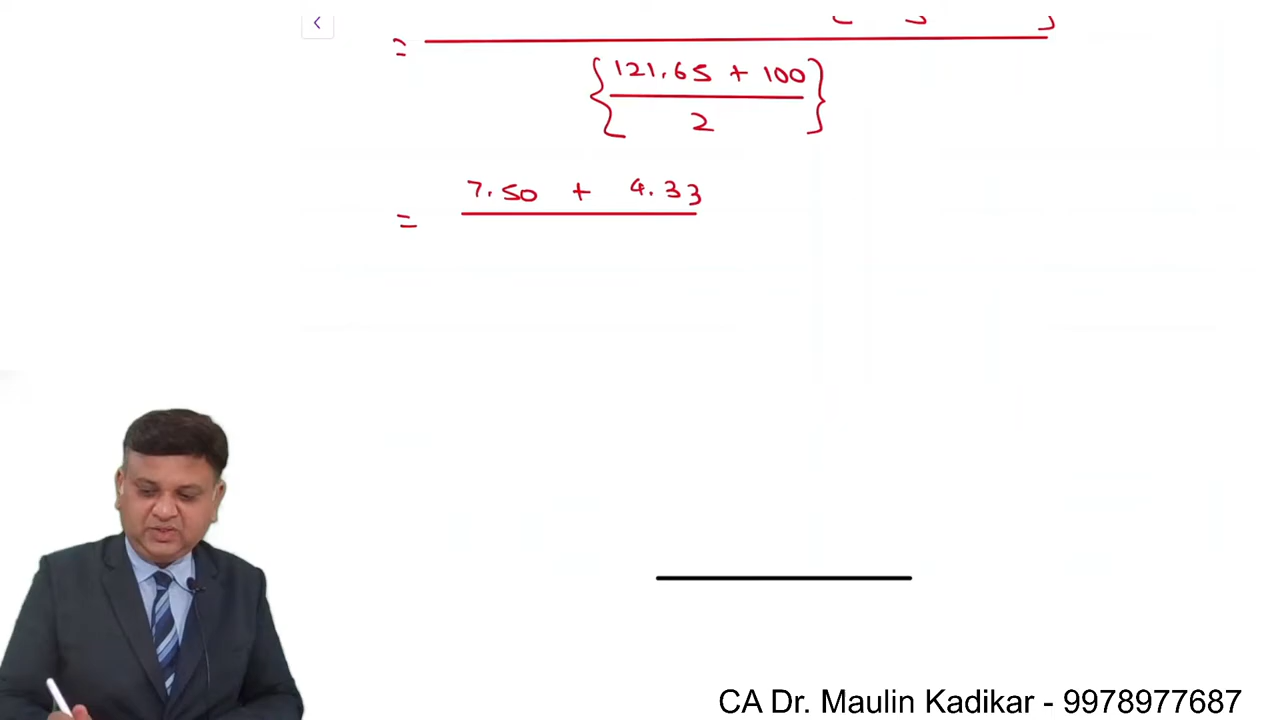 =
{ 121.65 + 100 }
2
7.50 + 4.33
=
CA Dr. Maulin Kadikar - 9978977687